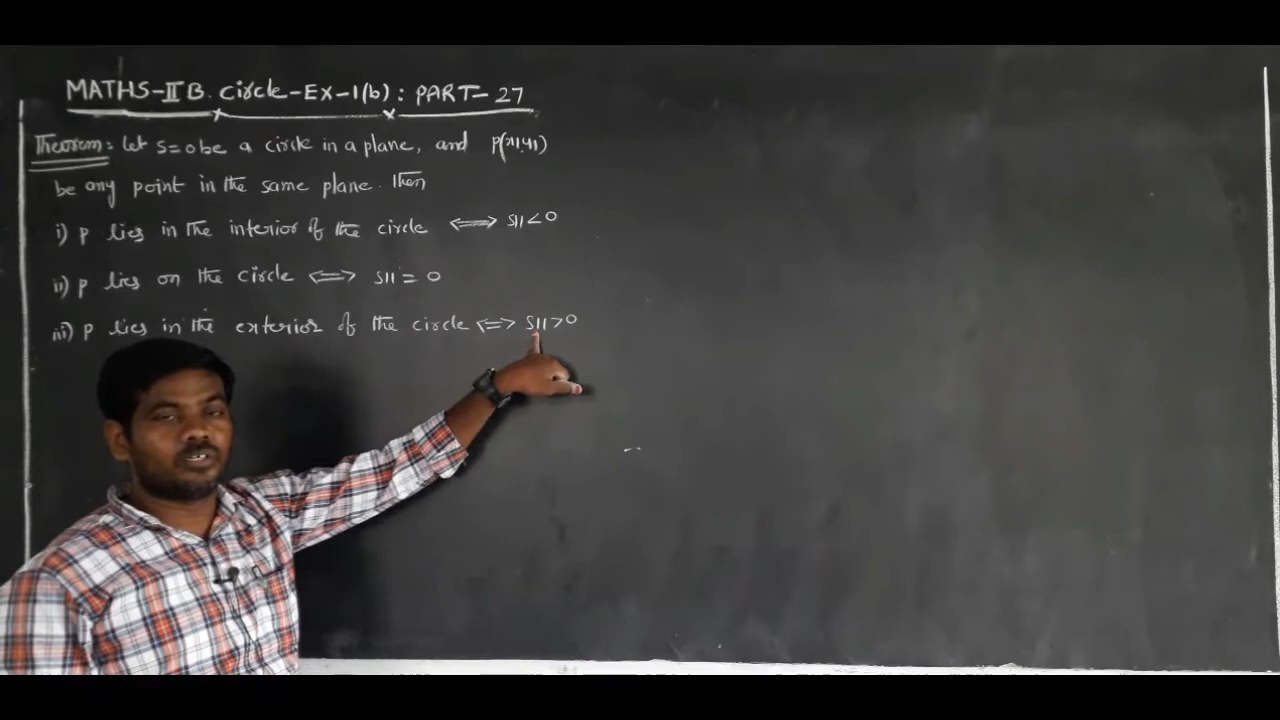 MATHS-II B. Circle-Ex-1(b): PART-27
Theorem: Let S=0 be a circle in a plane, and P(x1,y1)
be any point in the same plane. Then
i) P lies in the interior of the circle ⟺ S11<0
ii) P lies on the circle ⟺ S11=0
iii) P lies in the exterior of the circle ⟺ S11>0